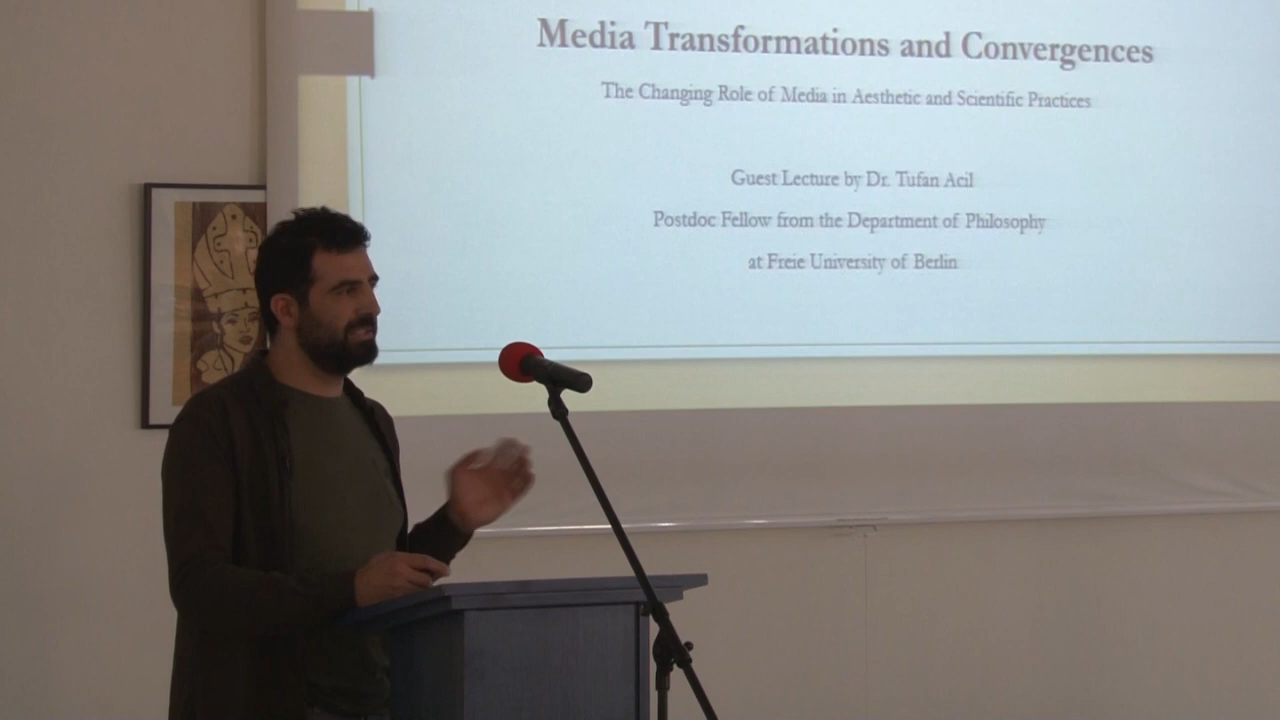 Media Transformations and Convergences
The Changing Role of Media in Aesthetic and Scientific Practices
Guest Lecture by Dr. Tufan Acil
Postdoc Fellow from the Department of Philosophy
at Freie University of Berlin